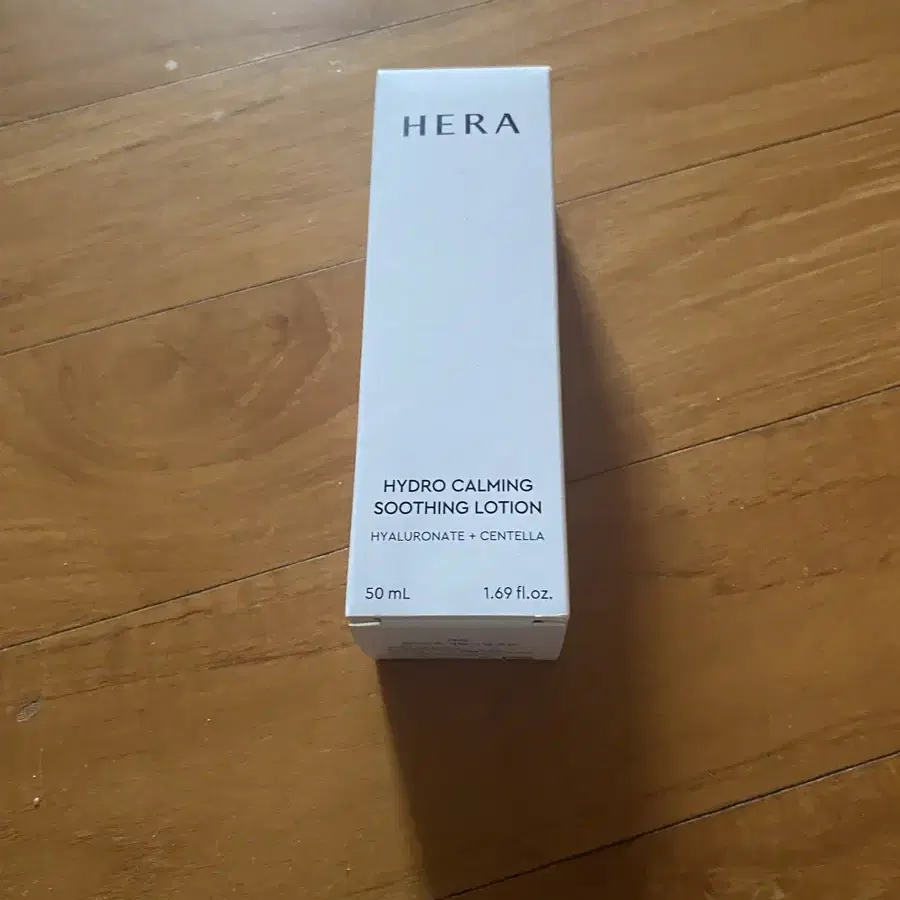 HERA
HYDRO CALMING
SOOTHING LOTION
HYALURONATE + CENTELLA
50 mL 1.69 fl.oz.